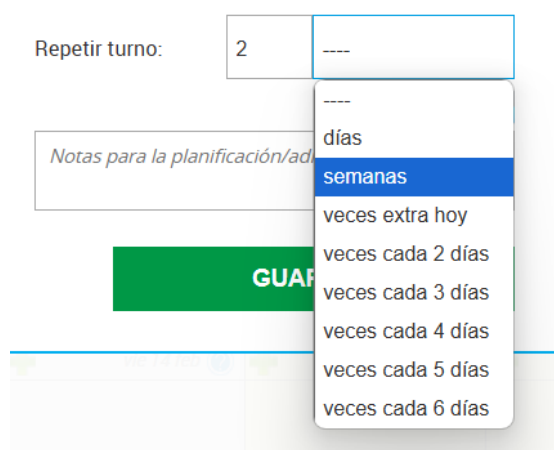 Repetir turno:
2
----
----
días
semanas
veces extra hoy
veces cada 2 días
veces cada 3 días
veces cada 4 días
veces cada 5 días
veces cada 6 días
Notas para la planificación/ad
GUA